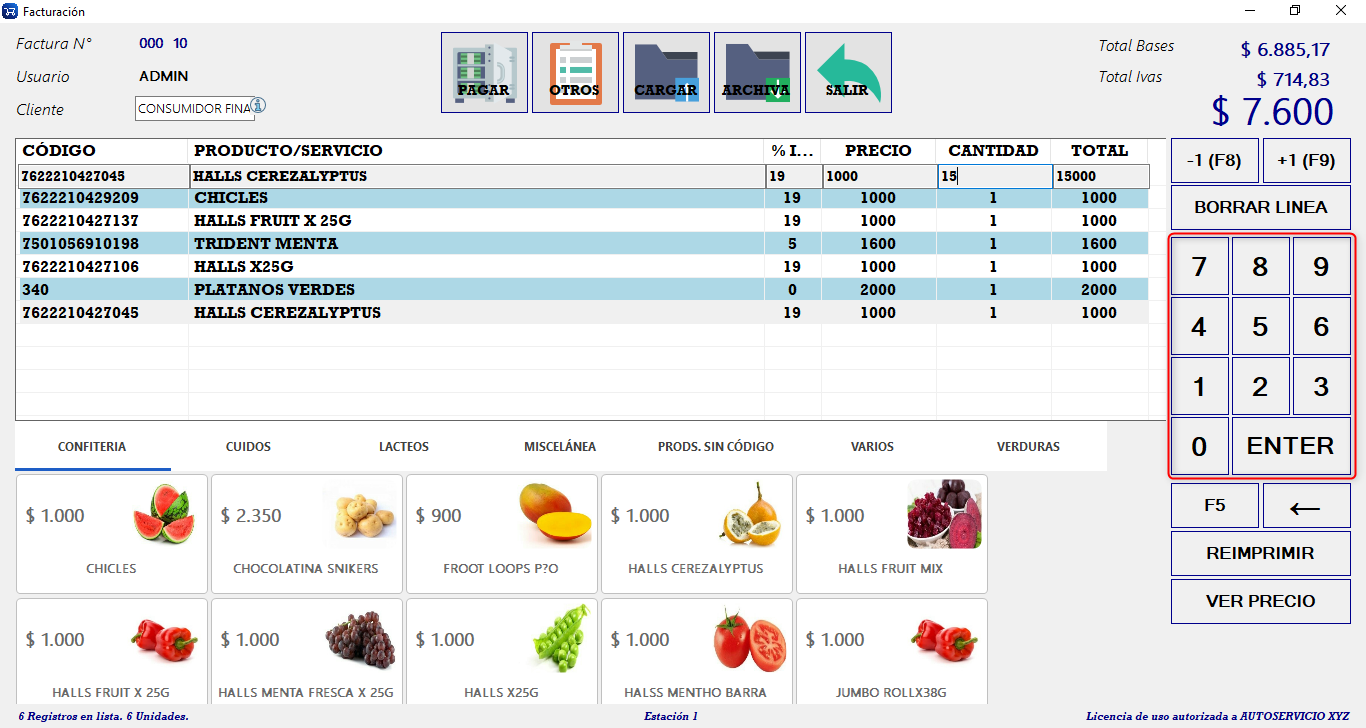 Facturación
Factura N° 000 10
Usuario ADMIN
Cliente CONSUMIDOR FINA
PAGAR OTROS CARGAR ARCHIVA SALIR
Total Bases $ 6.885,17
Total Ivas $ 714,83
$ 7.600
CÓDIGO PRODUCTO/SERVICIO % I... PRECIO CANTIDAD TOTAL
7622210427045 HALLS CEREZALYPTUS 19 1000 15 15000
7622210429209 CHICLES 19 1000 1 1000
7622210427137 HALLS FRUIT X 25G 19 1000 1 1000
7501056910198 TRIDENT MENTA 5 1600 1 1600
7622210427106 HALLS X25G 19 1000 1 1000
340 PLATANOS VERDES 0 2000 1 2000
7622210427045 HALLS CEREZALYPTUS 19 1000 1 1000
-1 (F8) +1 (F9)
BORRAR LINEA
7 8 9
4 5 6
1 2 3
0 ENTER
F5 ←
REIMPRIMIR
VER PRECIO
CONFITERIA CUIDOS LACTEOS MISCELÁNEA PRODS. SIN CÓDIGO VARIOS VERDURAS
$ 1.000 $ 2.350 $ 900 $ 1.000 $ 1.000
CHICLES CHOCOLATINA SNIKERS FROOT LOOPS P?O HALLS CEREZALYPTUS HALLS FRUIT MIX
$ 1.000 $ 1.000 $ 1.000 $ 1.000 $ 1.000
HALLS FRUIT X 25G HALLS MENTA FRESCA X 25G HALLS X25G HALSS MENTHO BARRA JUMBO ROLLX38G
6 Registros en lista. 6 Unidades. Estación 1 Licencia de uso autorizada a AUTOSERVICIO XYZ